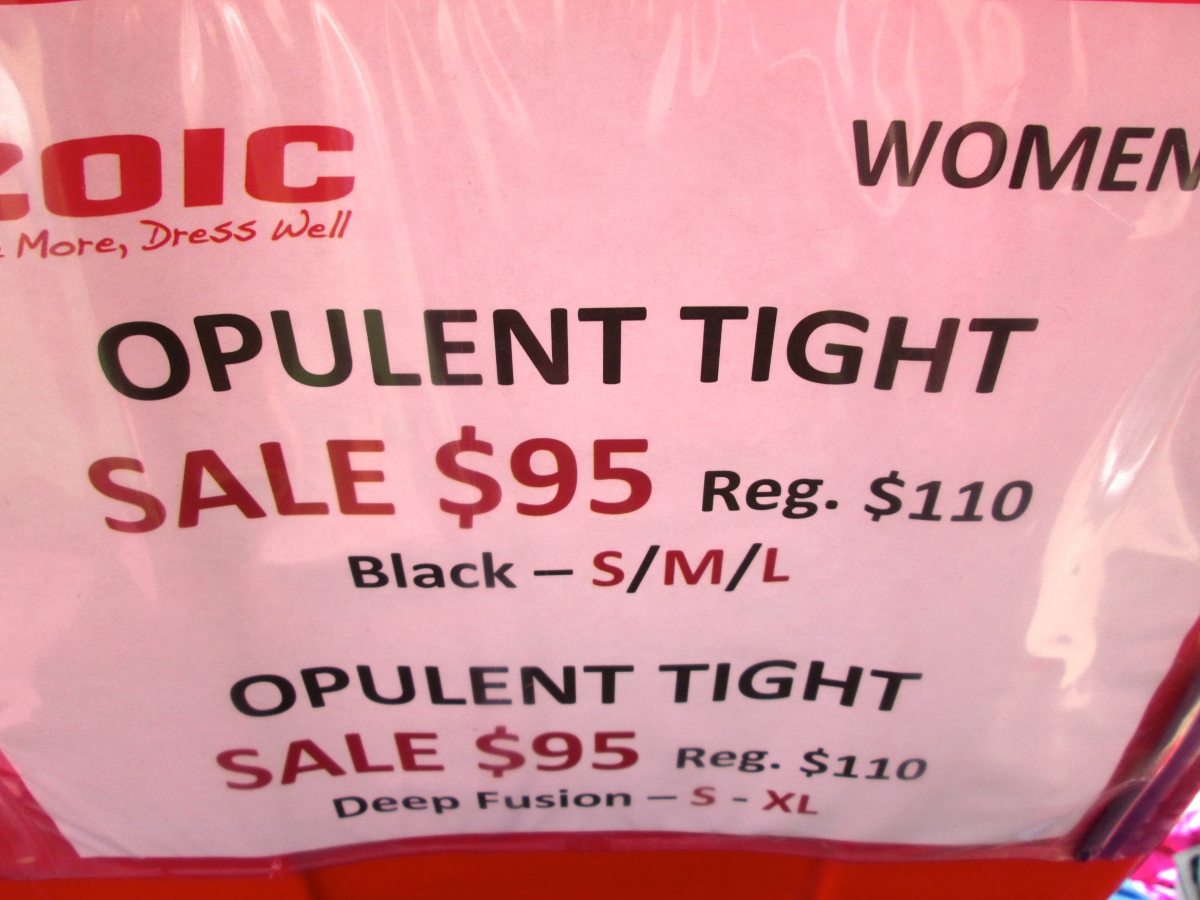 ZOIC
More, Dress Well
WOMEN
OPULENT TIGHT
SALE $95 Reg. $110
Black – S/M/L
OPULENT TIGHT
SALE $95 Reg. $110
Deep Fusion – S - XL